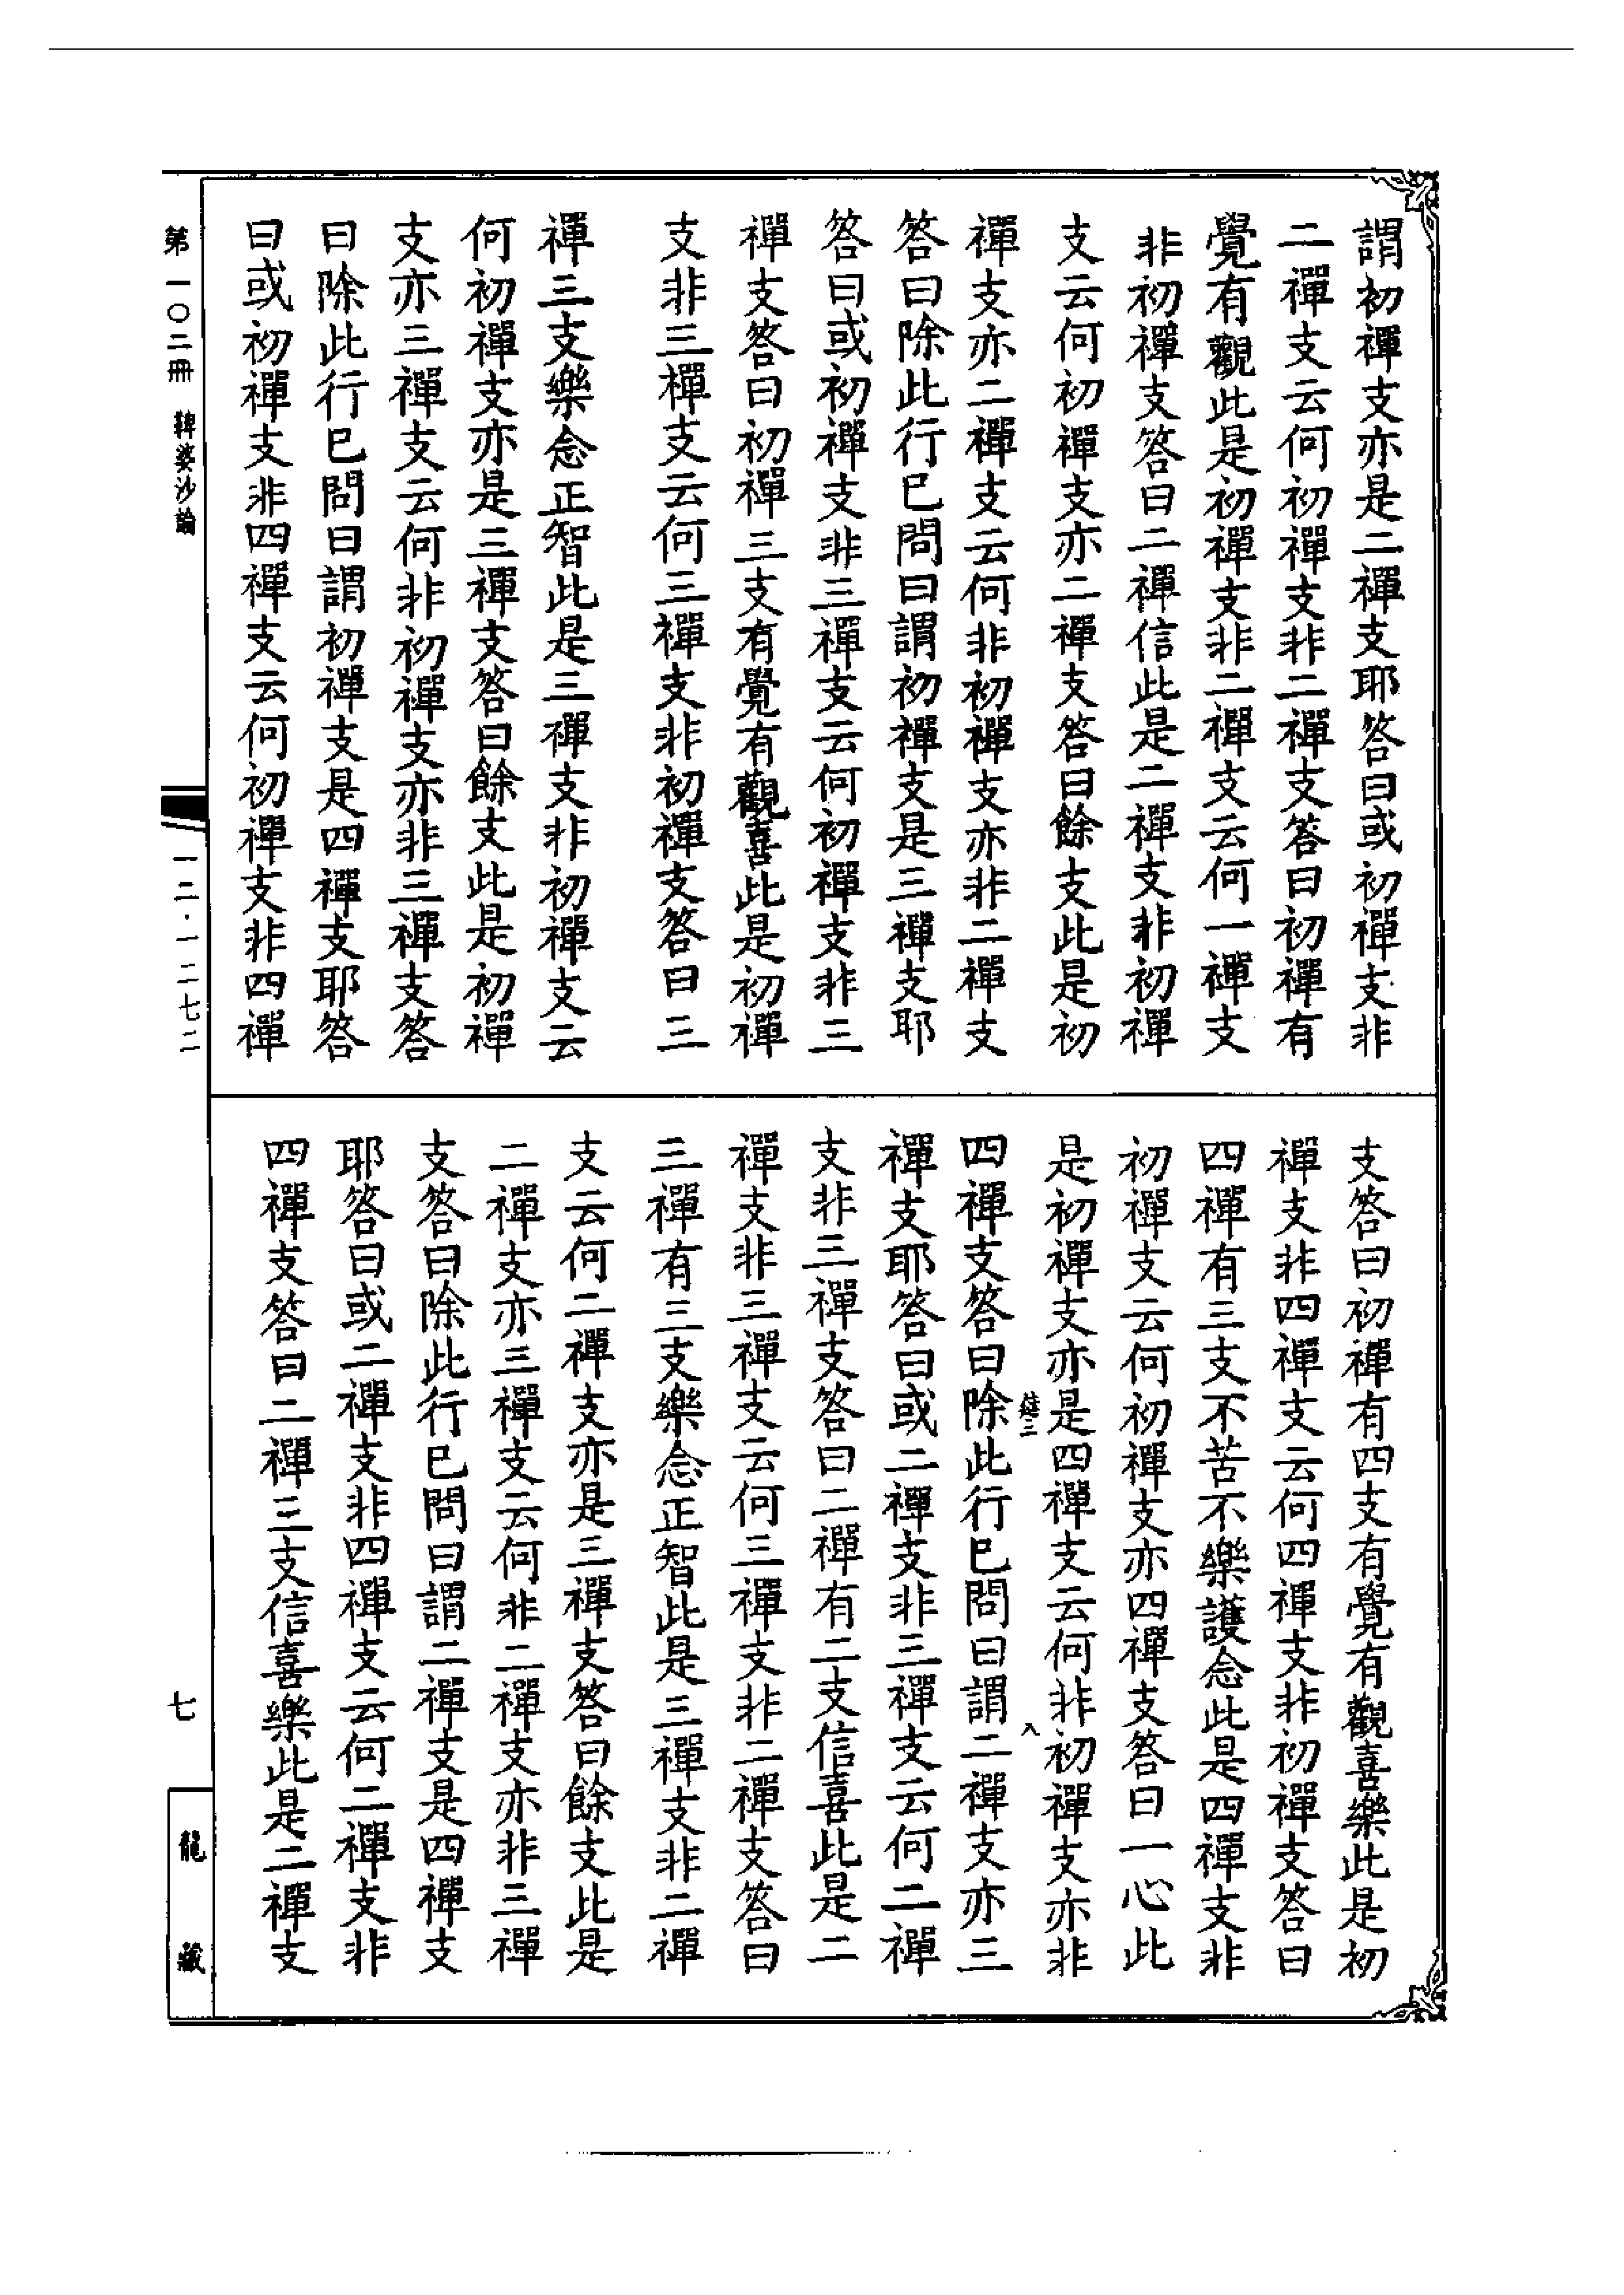 謂初禪支亦是二禪支耶答曰或初禪支非
二禪支云何初禪支非二禪支答曰初禪有
覺有觀此是初禪支非二禪支云何一禪支
非初禪支答曰二禪信此是二禪支非初禪
支云何初禪支亦二禪支答曰餘支此是初
禪支亦二禪支云何非初禪支亦非二禪支
答曰除此行已問曰謂初禪支是三禪支耶
答曰或初禪支非三禪支云何初禪支非三
禪支答曰初禪三支有覺有觀喜此是初禪
支非三禪支云何三禪支非初禪支答曰三
禪三支樂念正智此是三禪支非初禪支云
何初禪支亦是三禪支答曰餘支此是初禪
支亦三禪支云何非初禪支亦非三禪支答
曰除此行已問曰謂初禪支是四禪支耶答
曰或初禪支非四禪支云何初禪支非四禪
支答曰初禪有四支有覺有觀喜樂此是初
禪支非四禪支云何四禪支非初禪支答曰
四禪有三支不苦不樂護念此是四禪支非
初禪支云何初禪支亦四禪支答曰一心此
是初禪支亦是四禪支云何非初禪支亦非
四禪支答曰除此行已問曰謂二禪支亦三
禪支耶答曰或二禪支非三禪支云何二禪
支非三禪支答曰二禪有二支信喜此是二
禪支非三禪支云何三禪支非二禪支答曰
三禪有三支樂念正智此是三禪支非二禪
支云何二禪支亦是三禪支答曰餘支此是
二禪支亦三禪支云何非二禪支亦非三禪
支答曰除此行已問曰謂二禪支是四禪支
耶答曰或二禪支非四禪支云何二禪支非
四禪支答曰二禪三支信喜樂此是二禪支
第一〇二冊 鞞婆沙論
一二·一二七二
七
龍藏
三
八